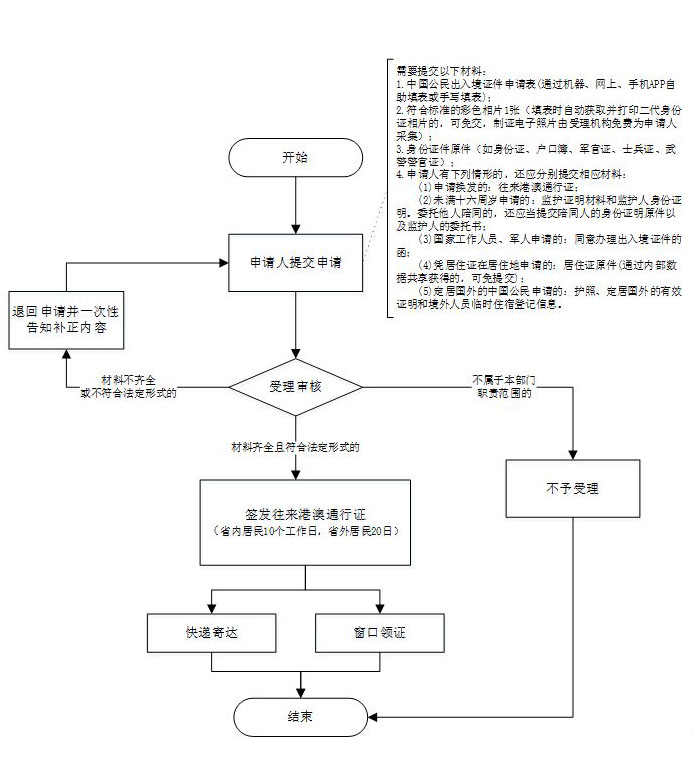 需要提交以下材料：
1.中国公民出入境证件申请表(通过机器、网上、手机APP自
助填表或手写填表)；
2.符合标准的彩色相片1张（填表时自动获取并打印二代身份
证相片的，可免交，制证电子照片由受理机构免费为申请人
采集)；
3.身份证件原件（如身份证、户口簿、军官证、士兵证、武
警警官证)；
4.申请人有下列情形的，还应分别提交相应材料：
(1)申请换发的：往来港澳通行证；
(2)未满十六周岁申请的：监护证明材料和监护人身份证
明。委托他人陪同的，还应当提交陪同人的身份证明原件以
及监护人的委托书；
(3)国家工作人员、军人申请的：同意办理出入境证件的
函；
(4)凭居住证在居住地申请的：居住证原件(通过内部数
据共享获得的，可免提交)；
(5)定居国外的中国公民申请的：护照、定居国外的有效
证明和境外人员临时住宿登记信息。
开始
申请人提交申请
退回申请并一次性
告知补正内容
受理审核
材料不齐全
或不符合法定形式的
不属于本部门
职责范围的
材料齐全且符合法定形式的
不予受理
签发往来港澳通行证
（省内居民10个工作日，省外居民20日）
快递寄达
窗口领证
结束